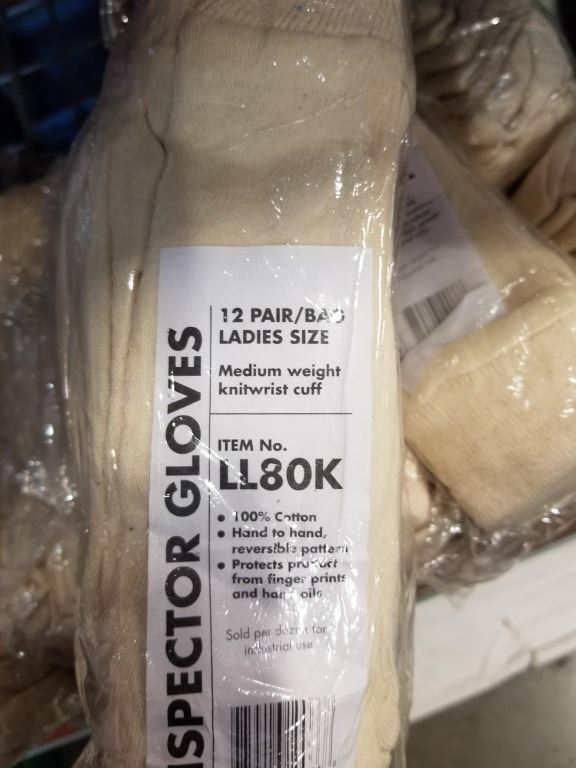 NSPECTOR GLOVES
12 PAIR/BAG
LADIES SIZE
Medium weight
knitwrist cuff
ITEM No.
LL80K
• 100% Cotton
• Hand to hand,
reversible pattern
• Protects product
from finger prints
and hand oils
Sold per dozen for
industrial use